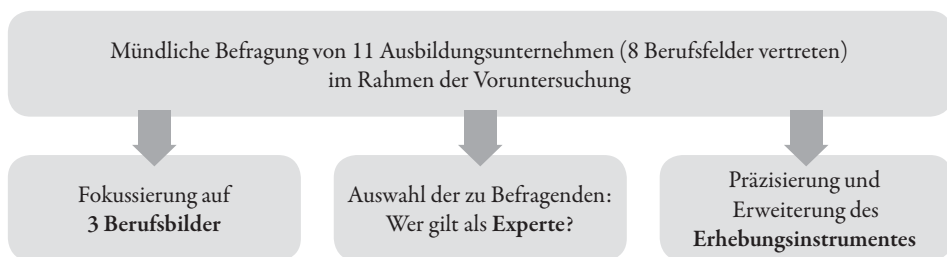 Mündliche Befragung von 11 Ausbildungsunternehmen (8 Berufsfelder vertreten)
im Rahmen der Voruntersuchung
Fokussierung auf
3 Berufsbilder
Auswahl der zu Befragenden:
Wer gilt als Experte?
Präzisierung und
Erweiterung des
Erhebungsinstrumentes